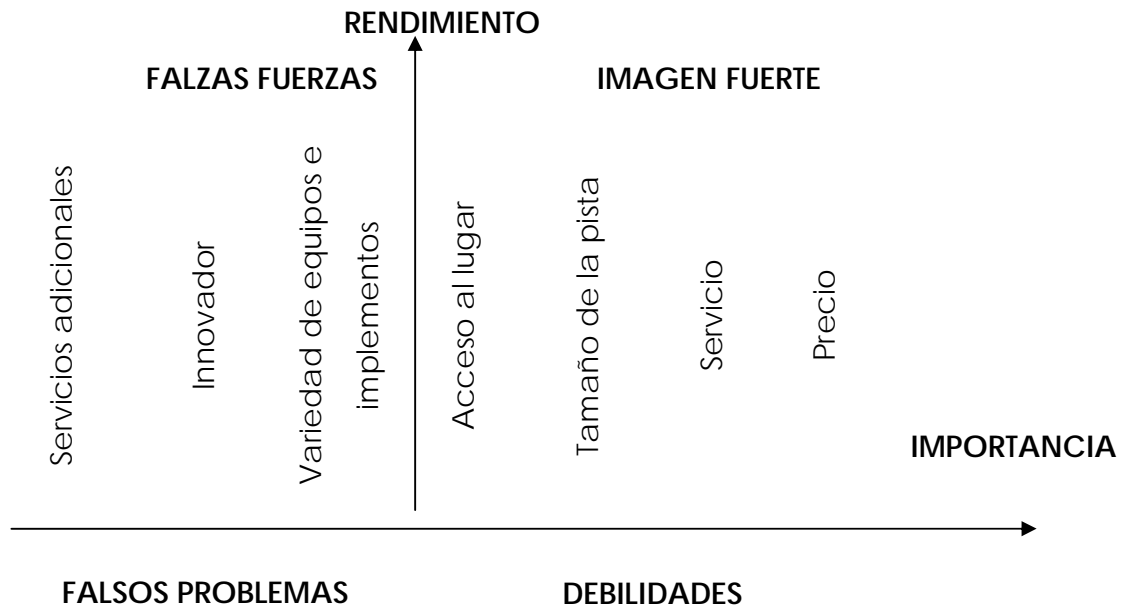 RENDIMIENTO
FALZAS FUERZAS
IMAGEN FUERTE
Servicios adicionales
Innovador
Variedad de equipos e
implementos
Acceso al lugar
Tamaño de la pista
Servicio
Precio
IMPORTANCIA
FALSOS PROBLEMAS
DEBILIDADES